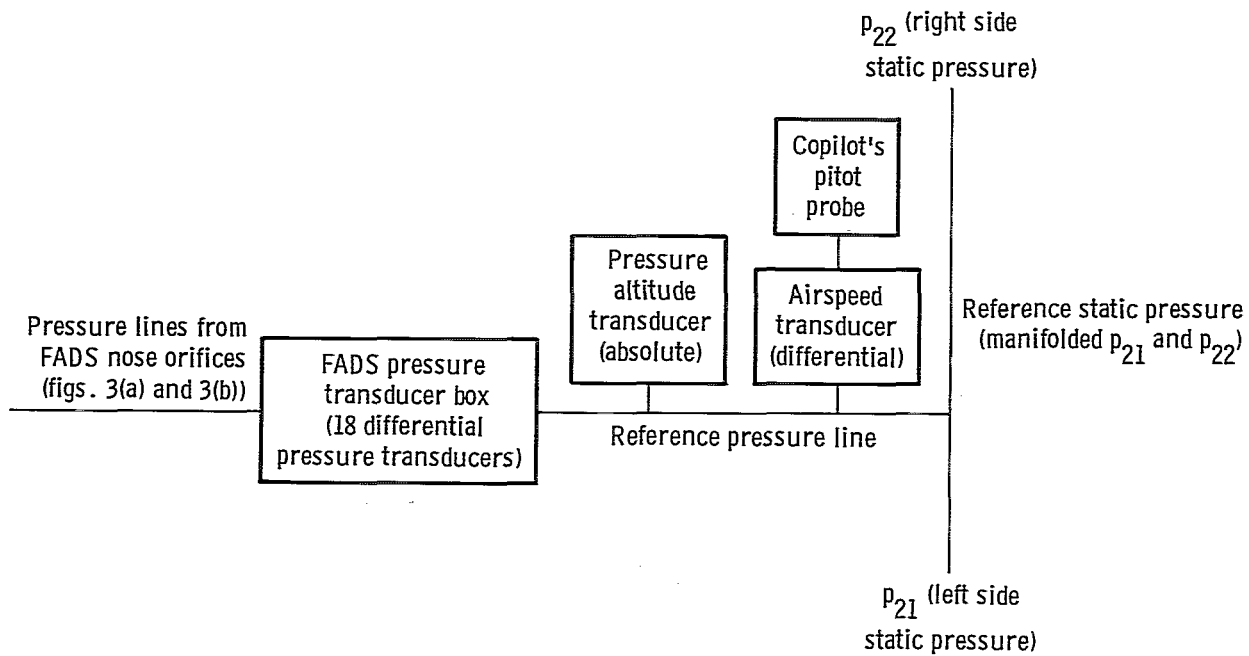 p22 (right side
static pressure)
Copilot's
pitot
probe
Pressure
altitude
transducer
(absolute)
Airspeed
transducer
(differential)
Reference static pressure
(manifolded p21 and p22)
Pressure lines from
FADS nose orifices
(figs. 3(a) and 3(b))
FADS pressure
transducer box
(18 differential
pressure transducers)
Reference pressure line
p21 (left side
static pressure)